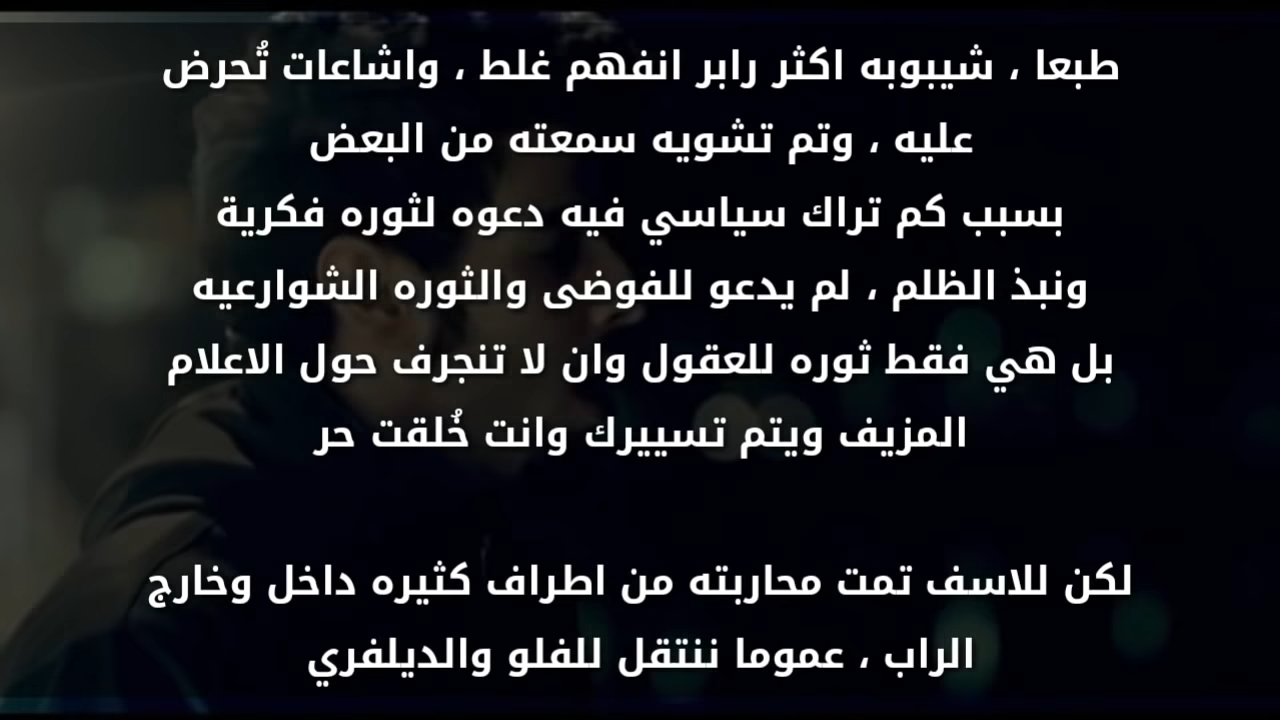 طبعا ، شيبوبه اكثر رابر انفهم غلط ، واشاعات تُحرض
عليه ، وتم تشويه سمعته من البعض
بسبب كم تراك سياسي فيه دعوه لثوره فكرية
ونبذ الظلم ، لم يدعو للفوضى والثوره الشوارعيه
بل هي فقط ثوره للعقول وان لا تنجرف حول الاعلام
المزيف ويتم تسييرك وانت خُلقت حر
لكن للاسف تمت محاربته من اطراف كثيره داخل وخارج
الراب ، عموما ننتقل للفلو والديلفري